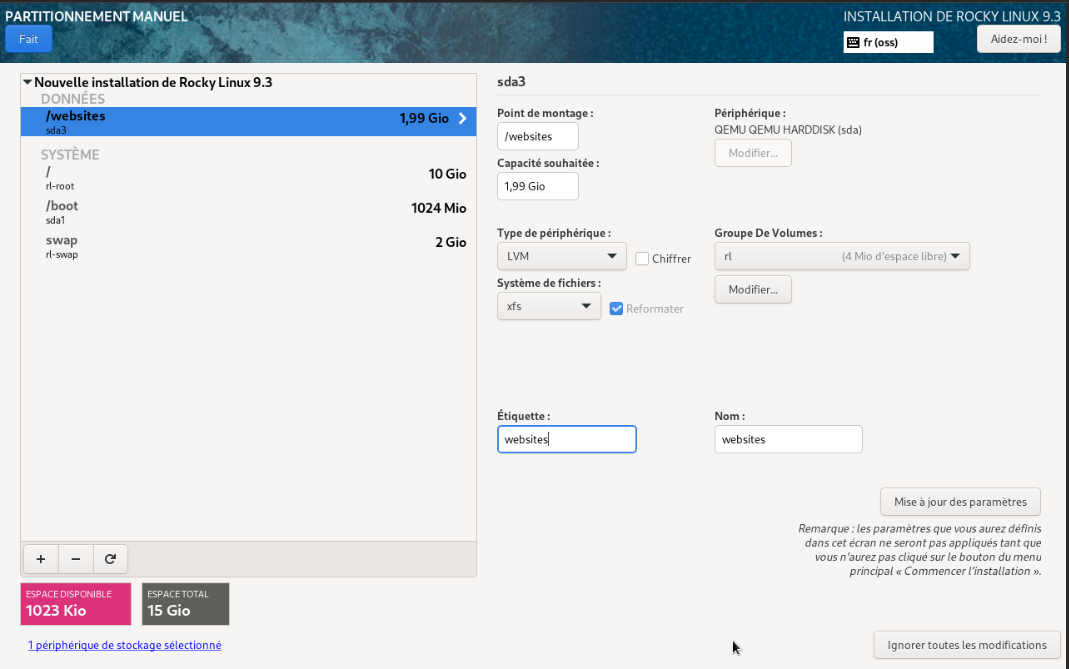 PARTITIONNEMENT MANUEL
INSTALLATION DE ROCKY LINUX 9.3
Fait
fr (oss)
Aidez-moi !
Nouvelle installation de Rocky Linux 9.3
DONNÉES
/websites
1,99 Gio
sda3
SYSTÈME
/
10 Gio
rl-root
/boot
1024 Mio
sda1
swap
2 Gio
rl-swap
+ −
ESPACE DISPONIBLE
1023 Kio
ESPACE TOTAL
15 Gio
1 périphérique de stockage sélectionné
sda3
Point de montage :
/websites
Périphérique :
QEMU QEMU HARDDISK (sda)
Modifier...
Capacité souhaitée :
1,99 Gio
Type de périphérique :
LVM
Chiffrer
Groupe De Volumes :
rl (4 Mio d'espace libre)
Modifier...
Système de fichiers :
xfs
Reformater
Étiquette :
websites
Nom :
websites
Mise à jour des paramètres
Remarque : les paramètres que vous aurez définis
dans cet écran ne seront pas appliqués tant que
vous n'aurez pas cliqué sur le bouton du menu
principal « Commencer l'installation ».
Ignorer toutes les modifications